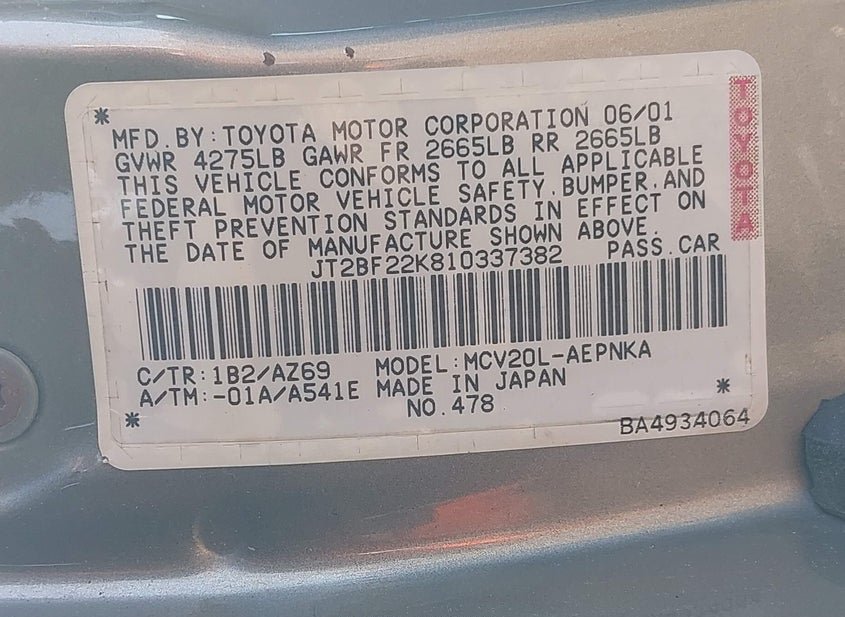 MFD.BY:TOYOTA MOTOR CORPORATION 06/01
GVWR 4275LB GAWR FR 2665LB RR 2665LB
THIS VEHICLE CONFORMS TO ALL APPLICABLE
FEDERAL MOTOR VEHICLE SAFETY.BUMPER.AND
THEFT PREVENTION STANDARDS IN EFFECT ON
THE DATE OF MANUFACTURE SHOWN ABOVE.
JT2BF22K810337382 PASS.CAR
C/TR:1B2/AZ69 MODEL:MCV20L-AEPNKA
A/TM:-01A/A541E MADE IN JAPAN
NO.478
BA4934064
TOYOTA